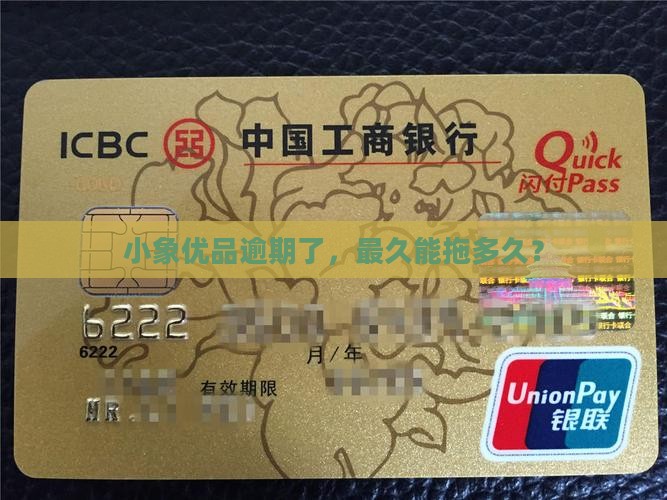 ICBC 中国工商银行
Quick
闪付Pass
小象优品逾期了，最久能拖多久？
6222
6222
月/年
有效期限
MR.
UnionPay
银联